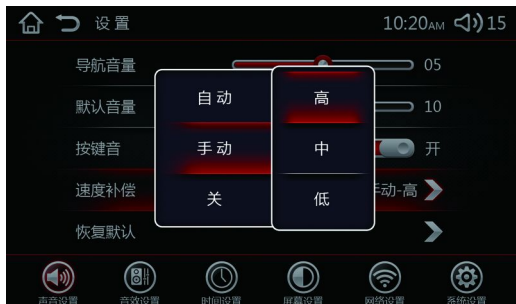 设置 10:20AM 15
导航音量 05
默认音量 10
按键音 开
速度补偿 手动-高
恢复默认
自动
手动
关
高
中
低
声音设置 音效设置 时间设置 屏幕设置 网络设置 系统设置